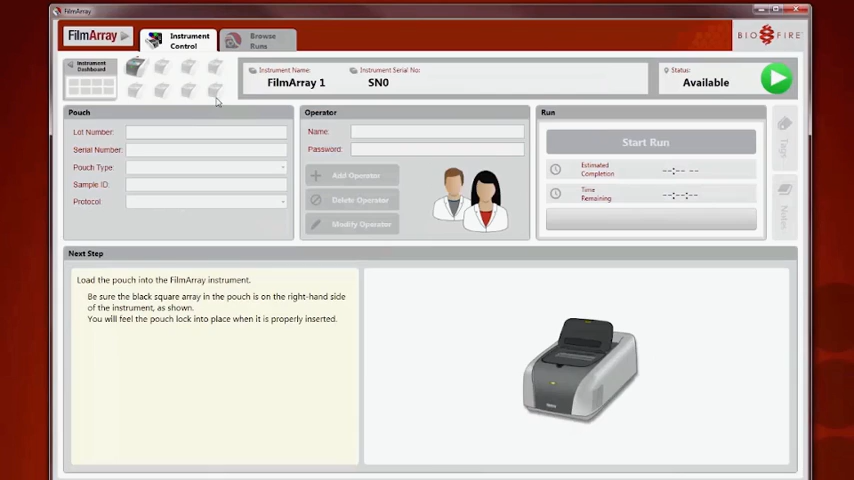 FilmArray
FilmArray
Instrument
Control
Browse
Runs
BIO FIRE
Instrument
Dashboard
Instrument Name:
FilmArray 1
Instrument Serial No:
SN0
Status:
Available
Pouch
Lot Number:
Serial Number:
Pouch Type:
Sample ID:
Protocol
Operator
Name:
Password:
Add Operator
Delete Operator
Modify Operator
Run
Start Run
Estimated
Completion
--:-- --
Time
Remaining:
--:--:--
Tags
Notes
Next Step
Load the pouch into the FilmArray instrument.
Be sure the black square array in the pouch is on the right-hand side
of the instrument, as shown.
You will feel the pouch lock into place when it is properly inserted.